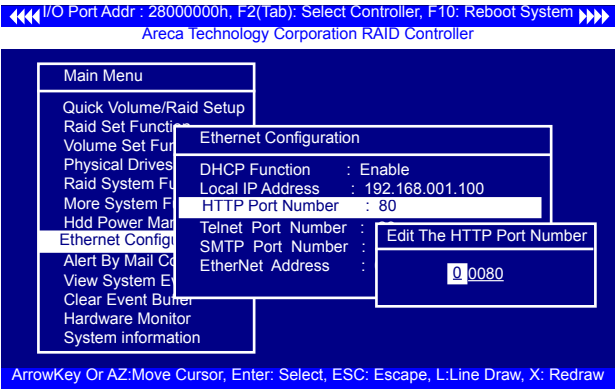 I/O Port Addr : 28000000h, F2(Tab): Select Controller, F10: Reboot System
Areca Technology Corporation RAID Controller
Main Menu
Quick Volume/Raid Setup
Raid Set Function
Volume Set Fun
Physical Drives
Raid System Fu
More System F
Hdd Power Man
Ethernet Configu
Alert By Mail Co
View System Ev
Clear Event Buffer
Hardware Monitor
System information
Ethernet Configuration
DHCP Function : Enable
Local IP Address : 192.168.001.100
HTTP Port Number : 80
Telnet Port Number :
SMTP Port Number :
EtherNet Address :
Edit The HTTP Port Number
0 0080
ArrowKey Or AZ:Move Cursor, Enter: Select, ESC: Escape, L:Line Draw, X: Redraw